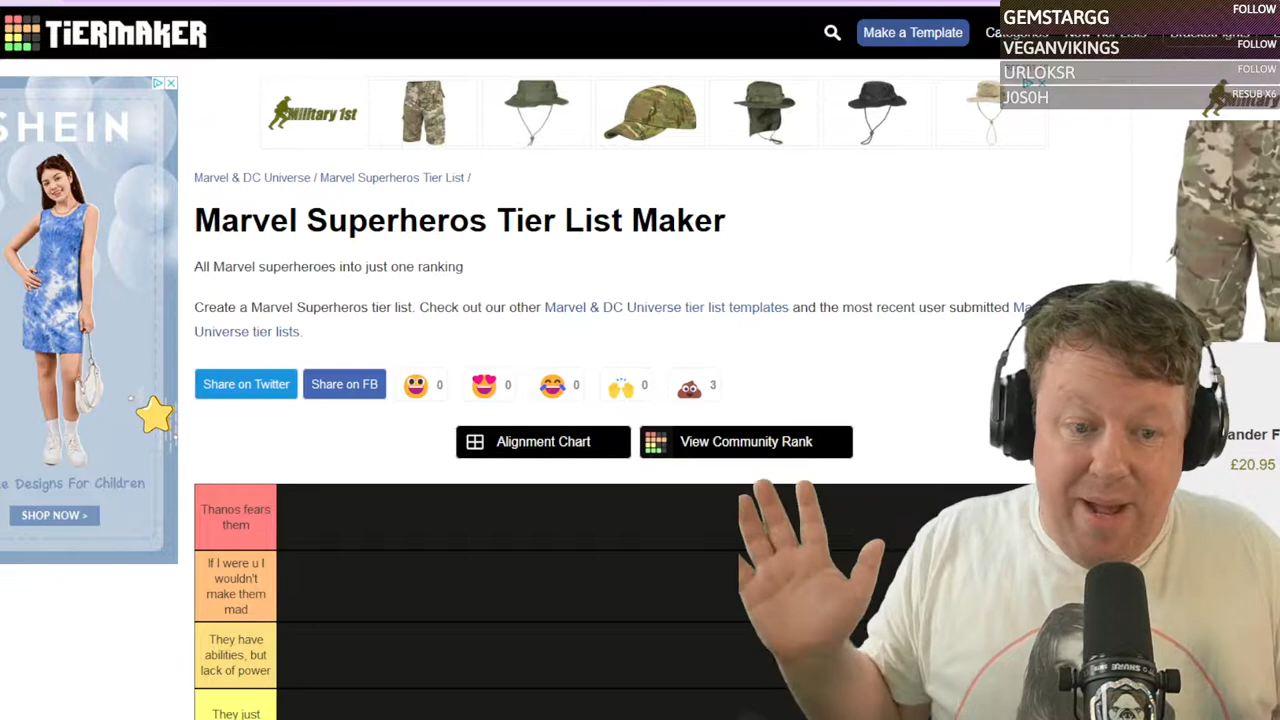 TiERMAKER
Make a Template
GEMSTARGG
FOLLOW
VEGANVIKINGS
FOLLOW
URLOKSR
FOLLOW
J0S0H
RESUB X6
SHEIN
Military 1st
Marvel & DC Universe / Marvel Superheros Tier List /
Marvel Superheros Tier List Maker
All Marvel superheroes into just one ranking
Create a Marvel Superheros tier list. Check out our other Marvel & DC Universe tier list templates and the most recent user submitted
Universe tier lists.
Share on Twitter
Share on FB
0
0
0
0
3
Alignment Chart
View Community Rank
Designs For Children
SHOP NOW >
£20.95
Thanos fears
them
If I were u I
wouldn't
make them
mad
They have
abilities, but
lack of power
They just